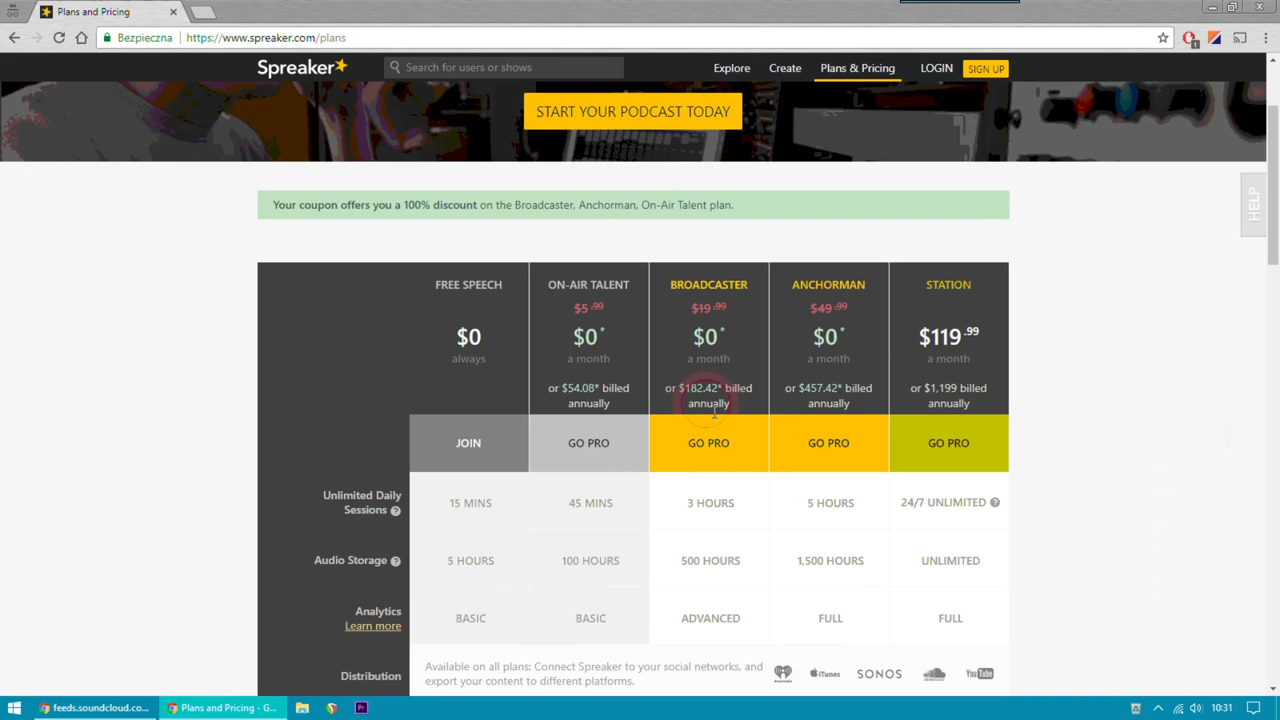 Plans and Pricing
Bezpieczna
https://www.spreaker.com/plans
1
Spreaker
Search for users or shows
Explore
Create
Plans & Pricing
LOGIN
SIGN UP
START YOUR PODCAST TODAY
HELP
Your coupon offers you a 100% discount on the Broadcaster, Anchorman, On-Air Talent plan.
FREE SPEECH ON-AIR TALENT BROADCASTER ANCHORMAN STATION
$5.99 $19.99 $49.99
$0 $0* $0* $0* $119.99
always a month a month a month a month
or $54.08* billed annually
or $182.42* billed annually
or $457.42* billed annually
or $1,199 billed annually
JOIN GO PRO GO PRO GO PRO GO PRO
Unlimited Daily
Sessions ?
15 MINS 45 MINS 3 HOURS 5 HOURS 24/7 UNLIMITED ?
Audio Storage ? 5 HOURS 100 HOURS 500 HOURS 1,500 HOURS UNLIMITED
Analytics
Learn more
BASIC BASIC ADVANCED FULL FULL
Distribution
Available on all plans: Connect Spreaker to your social networks, and
export your content to different platforms.
iTunes SONOS YouTube
feeds.soundcloud.co...
Plans and Pricing - G...
Pr
10:31